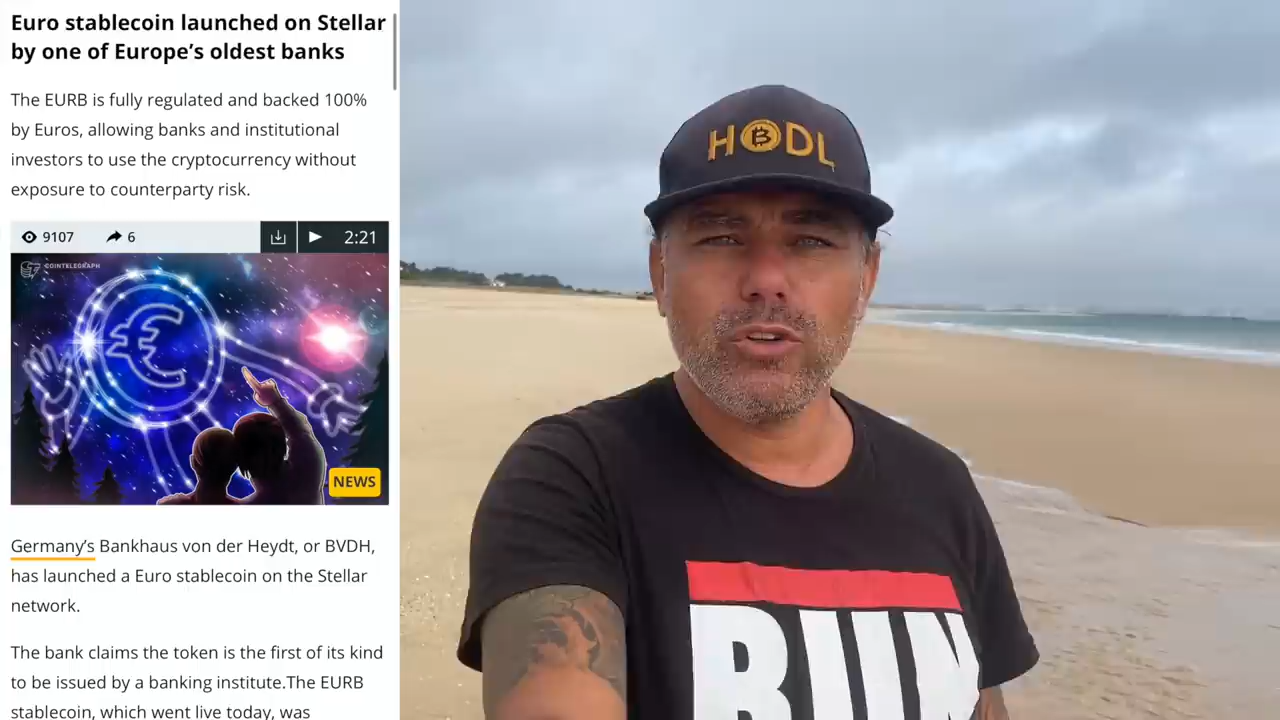 Euro stablecoin launched on Stellar
by one of Europe's oldest banks
The EURB is fully regulated and backed 100%
by Euros, allowing banks and institutional
investors to use the cryptocurrency without
exposure to counterparty risk.
9107 6 2:21
COINTELEGRAPH
NEWS
Germany's Bankhaus von der Heydt, or BVDH,
has launched a Euro stablecoin on the Stellar
network.
The bank claims the token is the first of its kind
to be issued by a banking institute.The EURB
stablecoin, which went live today, was
HODL
RUN